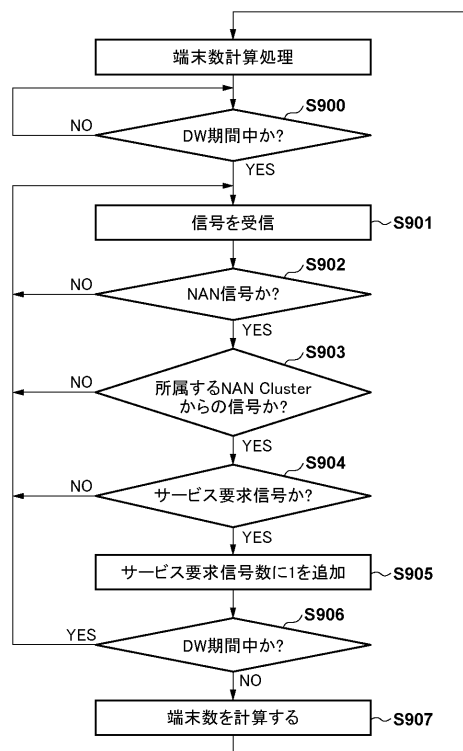 端末数計算処理
S900
NO
DW期間中か?
YES
信号を受信
S901
S902
NO
NAN信号か?
YES
S903
NO
所属するNAN Cluster
からの信号か?
YES
S904
NO
サービス要求信号か?
YES
サービス要求信号数に1を追加
S905
S906
YES
DW期間中か?
NO
端末数を計算する
S907